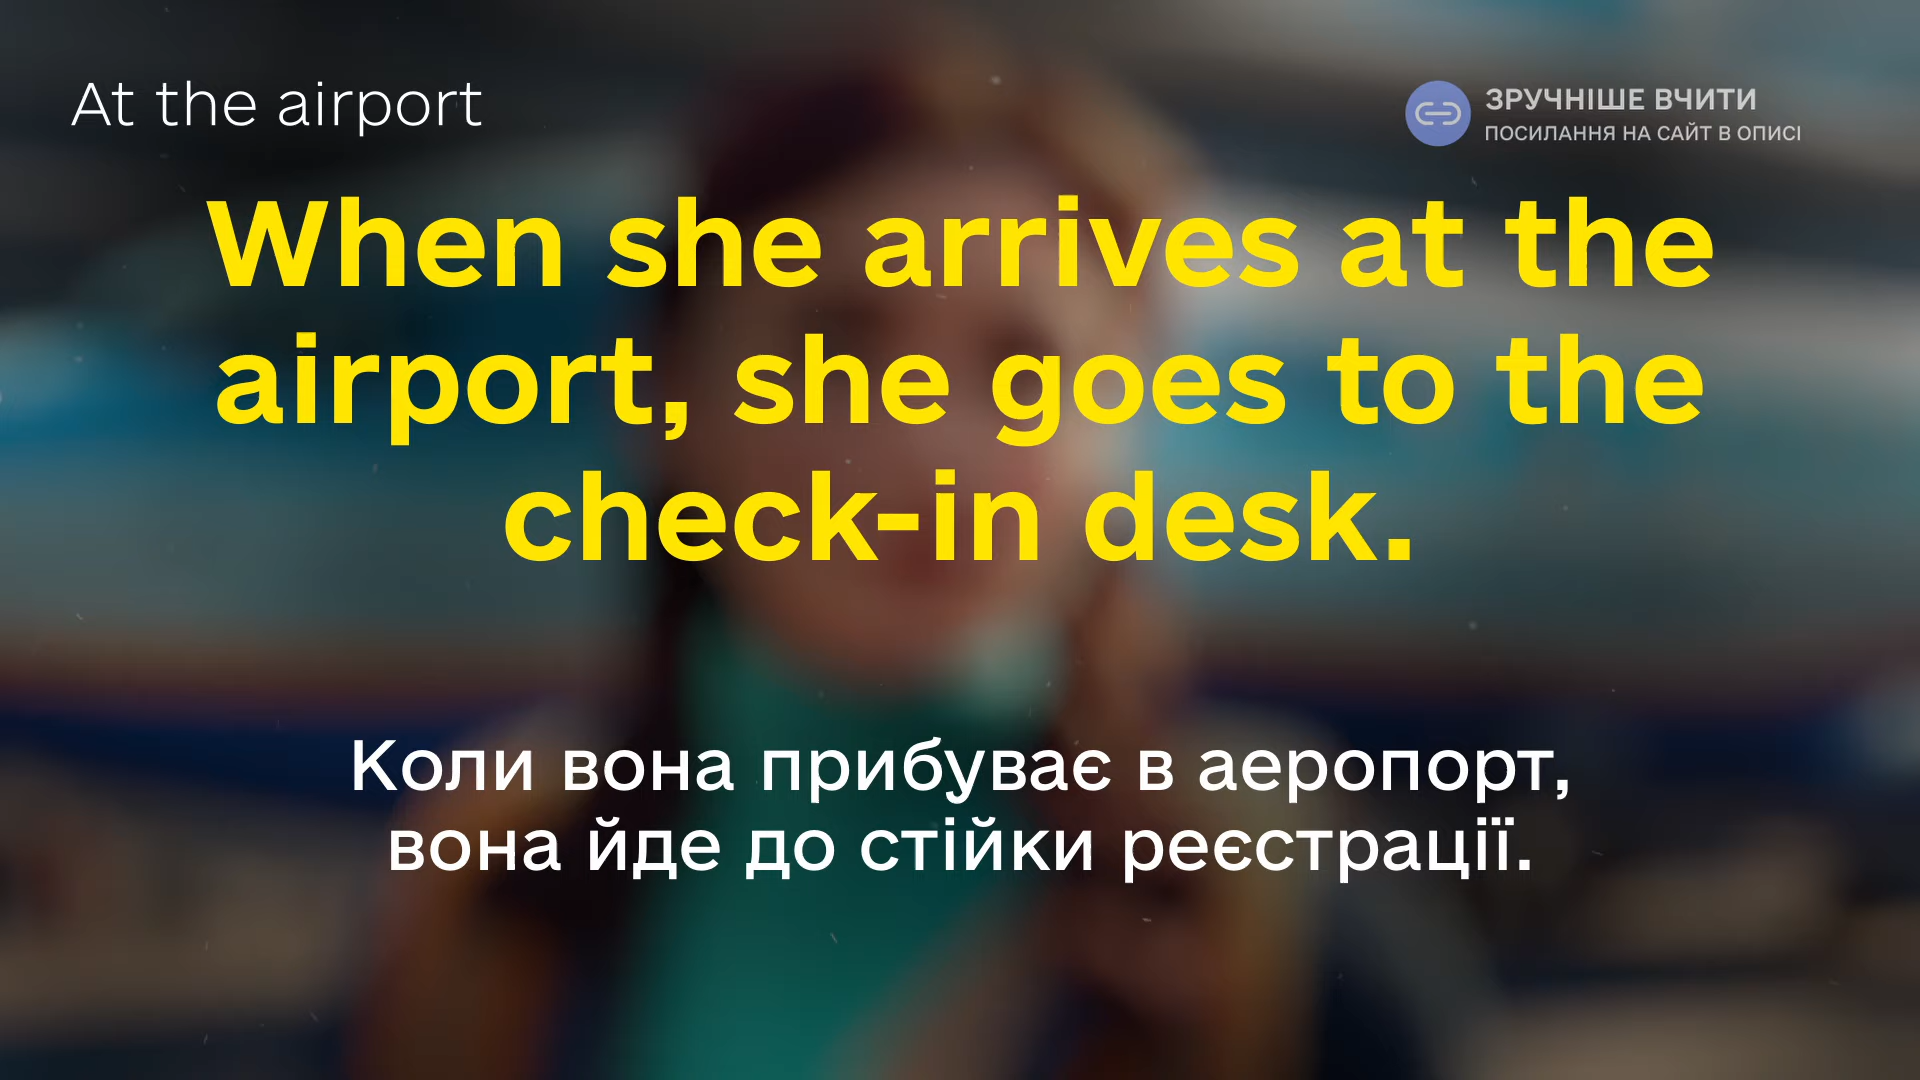 At the airport
ЗРУЧНІШЕ ВЧИТИ
ПОСИЛАННЯ НА САЙТ В ОПИСІ
When she arrives at the
airport, she goes to the
check-in desk.
Коли вона прибуває в аеропорт,
вона йде до стійки реєстрації.